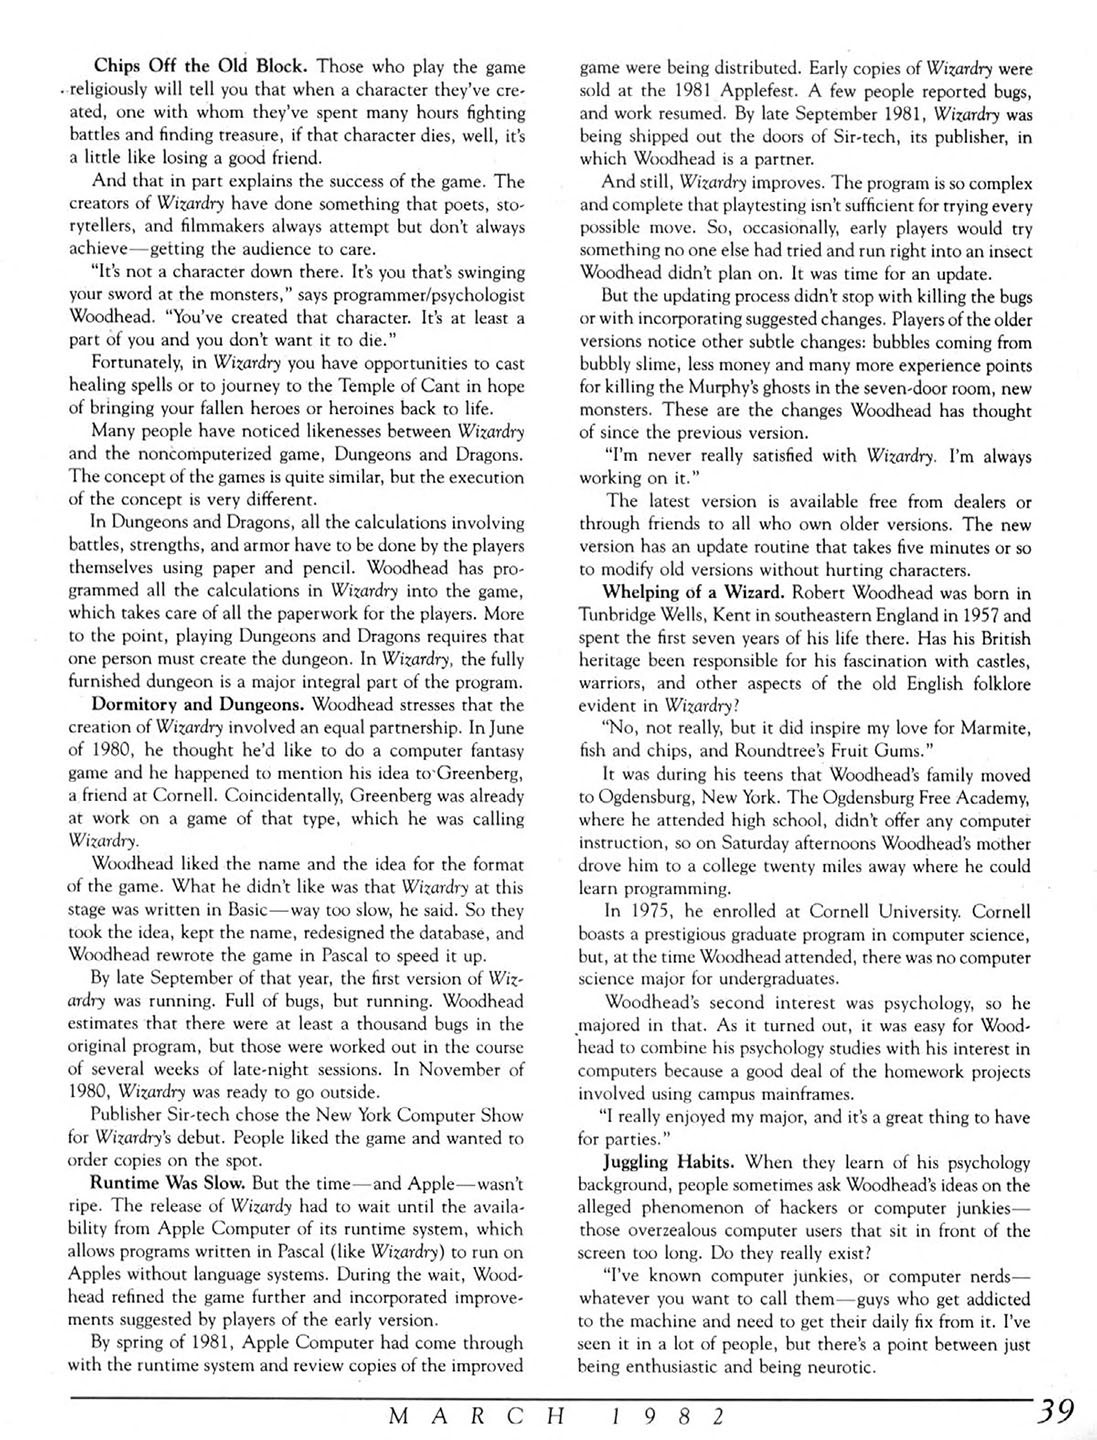 Chips Off the Old Block. Those who play the game
religiously will tell you that when a character they've cre-
ated, one with whom they've spent many hours fighting
battles and finding treasure, if that character dies, well, it's
a little like losing a good friend.
And that in part explains the success of the game. The
creators of Wizardry have done something that poets, sto-
rytellers, and filmmakers always attempt but don't always
achieve—getting the audience to care.
"It's not a character down there. It's you that's swinging
your sword at the monsters," says programmer/psychologist
Woodhead. "You've created that character. It's at least a
part of you and you don't want it to die."
Fortunately, in Wizardry you have opportunities to cast
healing spells or to journey to the Temple of Cant in hope
of bringing your fallen heroes or heroines back to life.
Many people have noticed likenesses between Wizardry
and the noncomputerized game, Dungeons and Dragons.
The concept of the games is quite similar, but the execution
of the concept is very different.
In Dungeons and Dragons, all the calculations involving
battles, strengths, and armor have to be done by the players
themselves using paper and pencil. Woodhead has pro-
grammed all the calculations in Wizardry into the game,
which takes care of all the paperwork for the players. More
to the point, playing Dungeons and Dragons requires that
one person must create the dungeon. In Wizardry, the fully
furnished dungeon is a major integral part of the program.
Dormitory and Dungeons. Woodhead stresses that the
creation of Wizardry involved an equal partnership. In June
of 1980, he thought he'd like to do a computer fantasy
game and he happened to mention his idea to Greenberg,
a friend at Cornell. Coincidentally, Greenberg was already
at work on a game of that type, which he was calling
Wizardry.
Woodhead liked the name and the idea for the format
of the game. What he didn't like was that Wizardry at this
stage was written in Basic—way too slow, he said. So they
took the idea, kept the name, redesigned the database, and
Woodhead rewrote the game in Pascal to speed it up.
By late September of that year, the first version of Wiz-
ardry was running. Full of bugs, but running. Woodhead
estimates that there were at least a thousand bugs in the
original program, but those were worked out in the course
of several weeks of late-night sessions. In November of
1980, Wizardry was ready to go outside.
Publisher Sir-tech chose the New York Computer Show
for Wizardry's debut. People liked the game and wanted to
order copies on the spot.
Runtime Was Slow. But the time—and Apple—wasn't
ripe. The release of Wizardy had to wait until the availa-
bility from Apple Computer of its runtime system, which
allows programs written in Pascal (like Wizardry) to run on
Apples without language systems. During the wait, Wood-
head refined the game further and incorporated improve-
ments suggested by players of the early version.
By spring of 1981, Apple Computer had come through
with the runtime system and review copies of the improved
game were being distributed. Early copies of Wizardry were
sold at the 1981 Applefest. A few people reported bugs,
and work resumed. By late September 1981, Wizardry was
being shipped out the doors of Sir-tech, its publisher, in
which Woodhead is a partner.
And still, Wizardry improves. The program is so complex
and complete that playtesting isn't sufficient for trying every
possible move. So, occasionally, early players would try
something no one else had tried and run right into an insect
Woodhead didn't plan on. It was time for an update.
But the updating process didn't stop with killing the bugs
or with incorporating suggested changes. Players of the older
versions notice other subtle changes: bubbles coming from
bubbly slime, less money and many more experience points
for killing the Murphy's ghosts in the seven-door room, new
monsters. These are the changes Woodhead has thought
of since the previous version.
"I'm never really satisfied with Wizardry. I'm always
working on it."
The latest version is available free from dealers or
through friends to all who own older versions. The new
version has an update routine that takes five minutes or so
to modify old versions without hurting characters.
Whelping of a Wizard. Robert Woodhead was born in
Tunbridge Wells, Kent in southeastern England in 1957 and
spent the first seven years of his life there. Has his British
heritage been responsible for his fascination with castles,
warriors, and other aspects of the old English folklore
evident in Wizardry?
"No, not really, but it did inspire my love for Marmite,
fish and chips, and Roundtree's Fruit Gums."
It was during his teens that Woodhead's family moved
to Ogdensburg, New York. The Ogdensburg Free Academy,
where he attended high school, didn't offer any computer
instruction, so on Saturday afternoons Woodhead's mother
drove him to a college twenty miles away where he could
learn programming.
In 1975, he enrolled at Cornell University. Cornell
boasts a prestigious graduate program in computer science,
but, at the time Woodhead attended, there was no computer
science major for undergraduates.
Woodhead's second interest was psychology, so he
majored in that. As it turned out, it was easy for Wood-
head to combine his psychology studies with his interest in
computers because a good deal of the homework projects
involved using campus mainframes.
"I really enjoyed my major, and it's a great thing to have
for parties."
Juggling Habits. When they learn of his psychology
background, people sometimes ask Woodhead's ideas on the
alleged phenomenon of hackers or computer junkies—
those overzealous computer users that sit in front of the
screen too long. Do they really exist?
"I've known computer junkies, or computer nerds—
whatever you want to call them—guys who get addicted
to the machine and need to get their daily fix from it. I've
seen it in a lot of people, but there's a point between just
being enthusiastic and being neurotic.
MARCH 1982 39